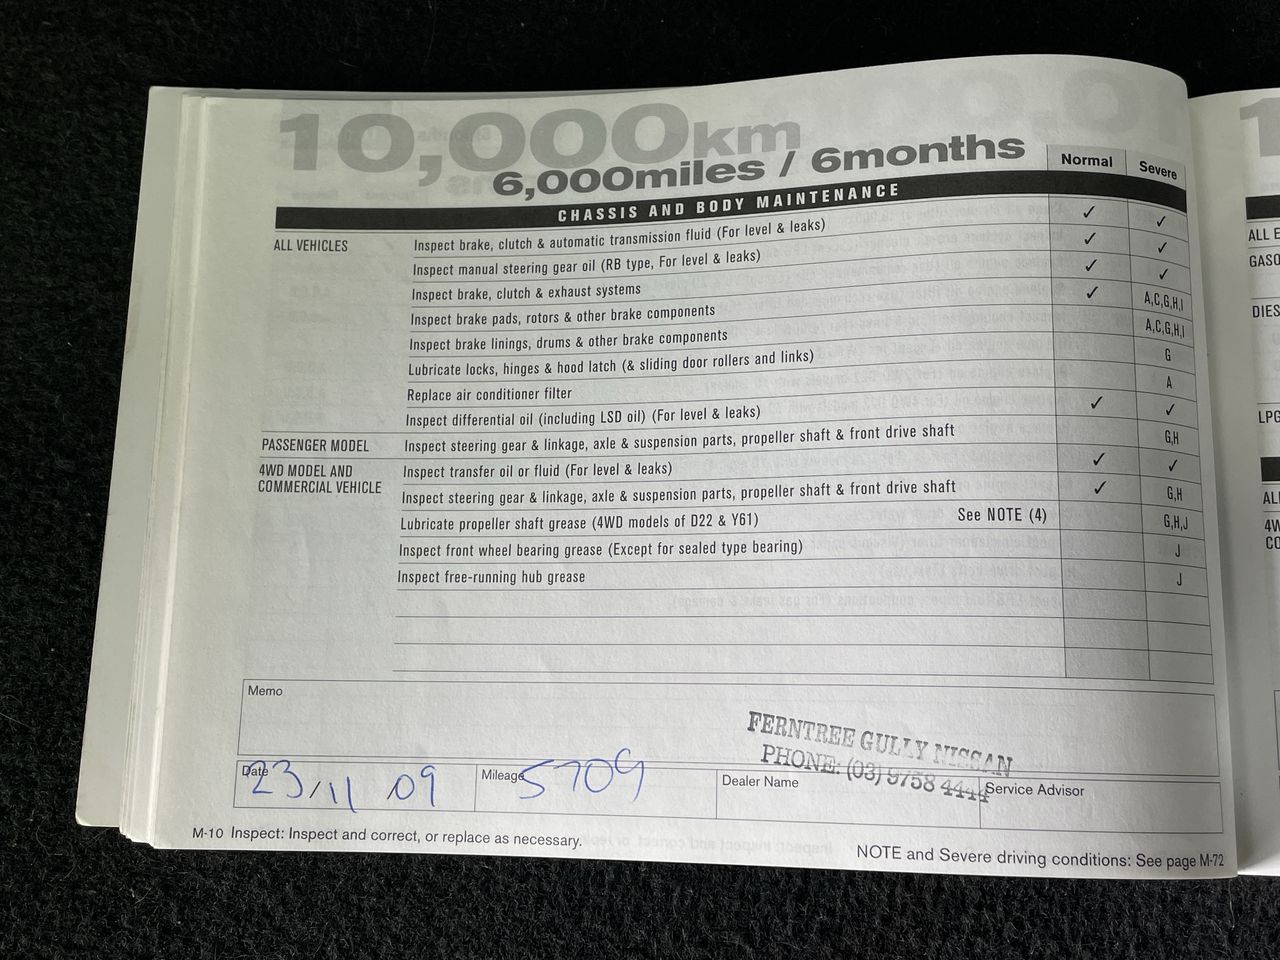 10,000km
6,000miles / 6months
Normal Severe
CHASSIS AND BODY MAINTENANCE
ALL VEHICLES Inspect brake, clutch & automatic transmission fluid (For level & leaks) ✓ ✓
Inspect manual steering gear oil (RB type, For level & leaks) ✓ ✓
Inspect brake, clutch & exhaust systems ✓ ✓
Inspect brake pads, rotors & other brake components ✓ A,C,G,H,I
Inspect brake linings, drums & other brake components A,C,G,H,I
Lubricate locks, hinges & hood latch (& sliding door rollers and links) G
Replace air conditioner filter A
Inspect differential oil (including LSD oil) (For level & leaks) ✓ ✓
PASSENGER MODEL Inspect steering gear & linkage, axle & suspension parts, propeller shaft & front drive shaft G,H
4WD MODEL AND Inspect transfer oil or fluid (For level & leaks) ✓ ✓
COMMERCIAL VEHICLE Inspect steering gear & linkage, axle & suspension parts, propeller shaft & front drive shaft ✓ G,H
Lubricate propeller shaft grease (4WD models of D22 & Y61) See NOTE (4) G,H,J
Inspect front wheel bearing grease (Except for sealed type bearing) J
Inspect free-running hub grease J
Memo
FERNTREE GULLY NISSAN
PHONE: (03) 9758 4444
Date 23/11/09 Mileage 5709 Dealer Name Service Advisor
M-10 Inspect: Inspect and correct, or replace as necessary.
NOTE and Severe driving conditions: See page M-72
ALL E
GASO
DIES
LPG
ALL
4W
CO